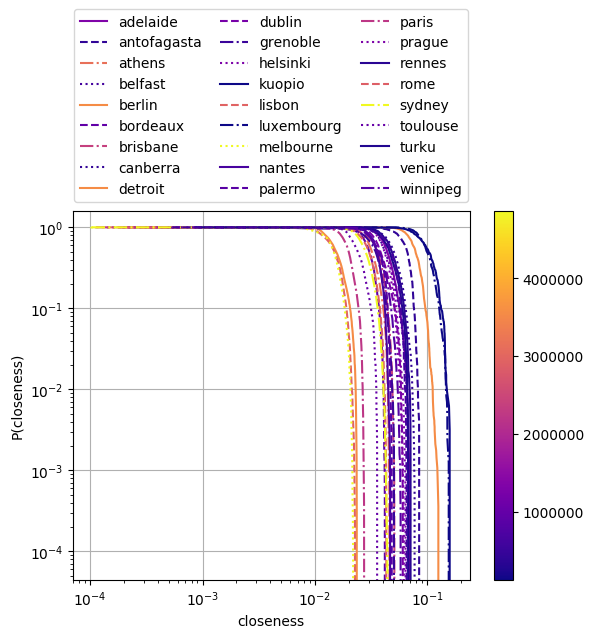 adelaide dublin paris
antofagasta grenoble prague
athens helsinki rennes
belfast kuopio rome
berlin lisbon sydney
bordeaux luxembourg toulouse
brisbane melbourne turku
canberra nantes venice
detroit palermo winnipeg
10⁰
10⁻¹
10⁻²
10⁻³
10⁻⁴
P(closeness)
10⁻⁴ 10⁻³ 10⁻² 10⁻¹
closeness
4000000
3000000
2000000
1000000